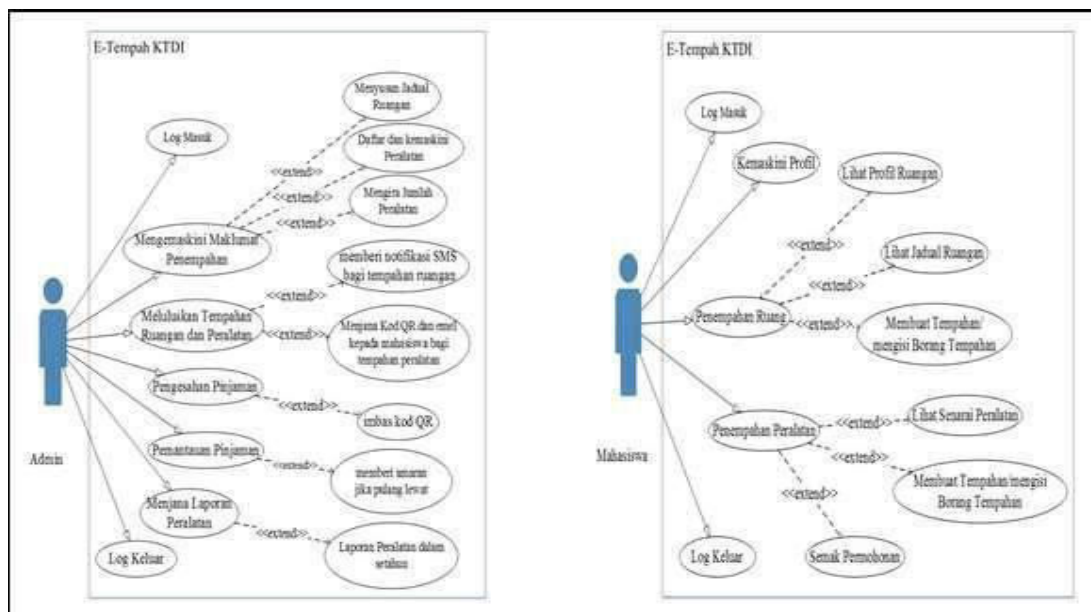 E-Tempah KTDI
Menyusun Jadual
Ruangan
Log Masuk
Daftar dan kemaskini
Peralatan
<<extend>>
<<extend>>
Mengira Jumlah
Peralatan
<<extend>>
Mengemaskini Maklumat
Penempahan
memberi notifikasi SMS
bagi tempahan ruangan
<<extend>>
Meluluskan Tempahan
Ruangan dan Peralatan
<<extend>>
Menjana Kod QR dan emel
kepada mahasiswa bagi
tempahan peralatan
Pengesahan Pinjaman
<<extend>>
imbas kod QR
Admin
Pemantauan Pinjaman
<<extend>>
memberi amaran
jika pulang lewat
Menjana Laporan
Peralatan
<<extend>>
Laporan Peralatan dalam
setahun
Log Keluar
E-Tempah KTDI
Log Masuk
Kemaskini Profil
Lihat Profil Ruangan
<<extend>>
Lihat Jadual Ruangan
<<extend>>
Penempahan Ruang
<<extend>>
Membuat Tempahan/
mengisi Borang Tempahan
Lihat Senarai Peralatan
<<extend>>
Penempahan Peralatan
Mahasiswa
<<extend>>
Membuat Tempahan/mengisi
Borang Tempahan
<<extend>>
Log Keluar
Semak Permohonan